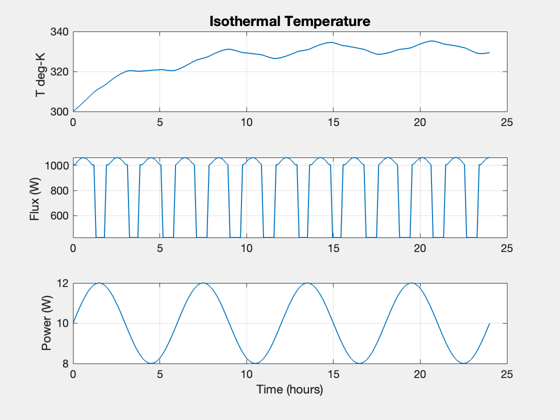 Isothermal Temperature
T deg-K
340
320
300
0 5 10 15 20 25
Flux (W)
1000
800
600
0 5 10 15 20 25
Power (W)
12
10
8
0 5 10 15 20 25
Time (hours)